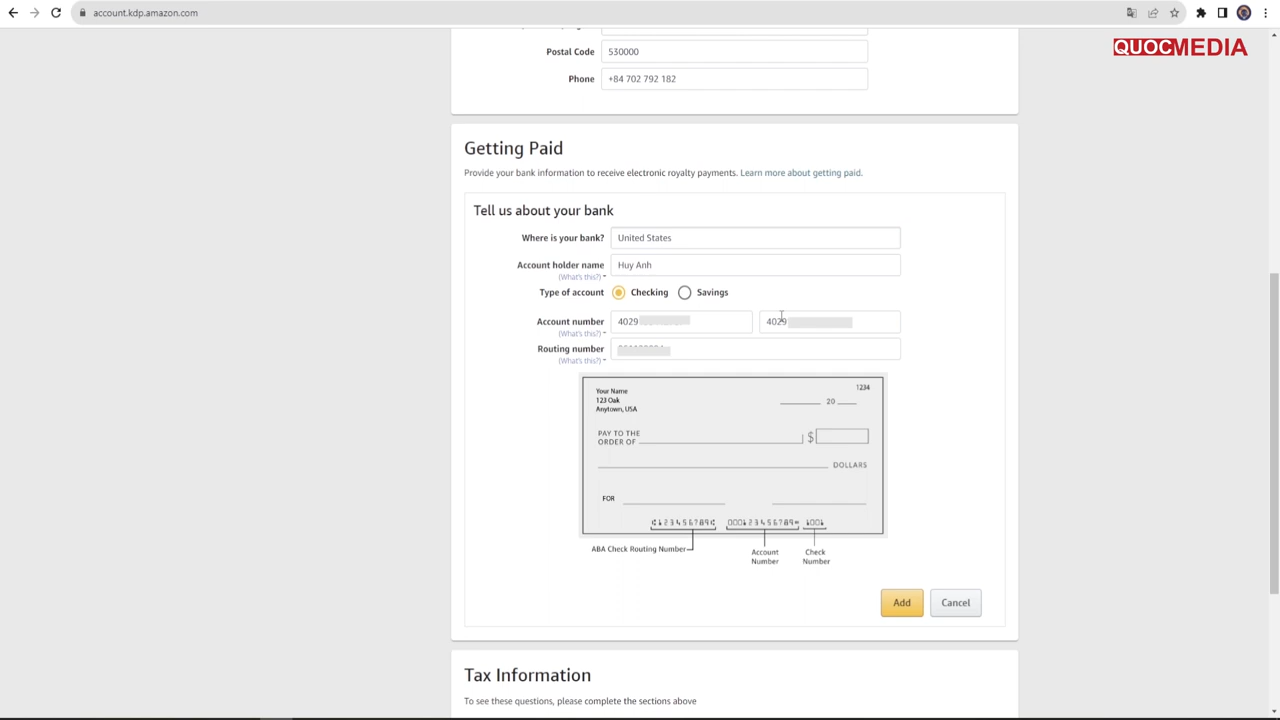 account.kdp.amazon.com
QUOCMEDIA
Postal Code 530000
Phone +84 702 792 182
Getting Paid
Provide your bank information to receive electronic royalty payments. Learn more about getting paid.
Tell us about your bank
Where is your bank? United States
Account holder name Huy Anh
(What's this?)
Type of account Checking Savings
Account number 4029 4029
(What's this?)
Routing number
(What's this?)
Your Name 1234
123 Oak
Anytown, USA
20
PAY TO THE
ORDER OF $
DOLLARS
FOR
123456789 000123456789 1001
ABA Check Routing Number
Account Number
Check Number
Add Cancel
Tax Information
To see these questions, please complete the sections above